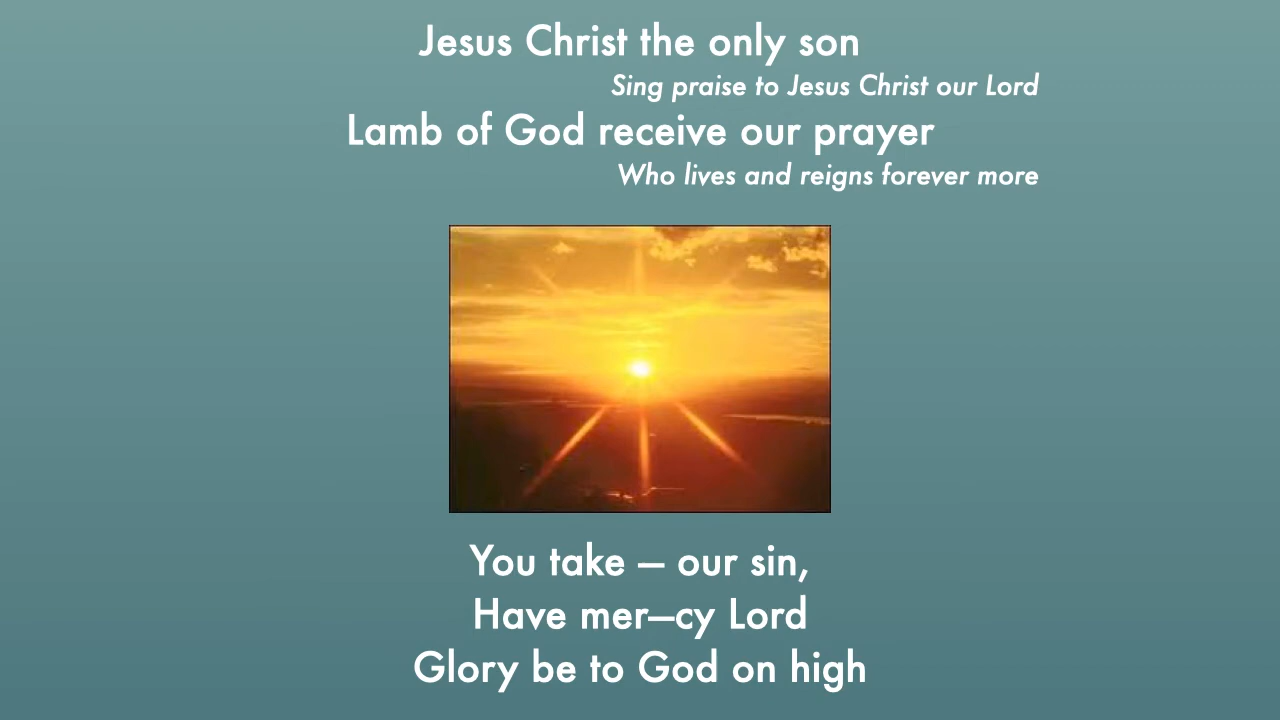 Jesus Christ the only son
Sing praise to Jesus Christ our Lord
Lamb of God receive our prayer
Who lives and reigns forever more
You take — our sin,
Have mer—cy Lord
Glory be to God on high